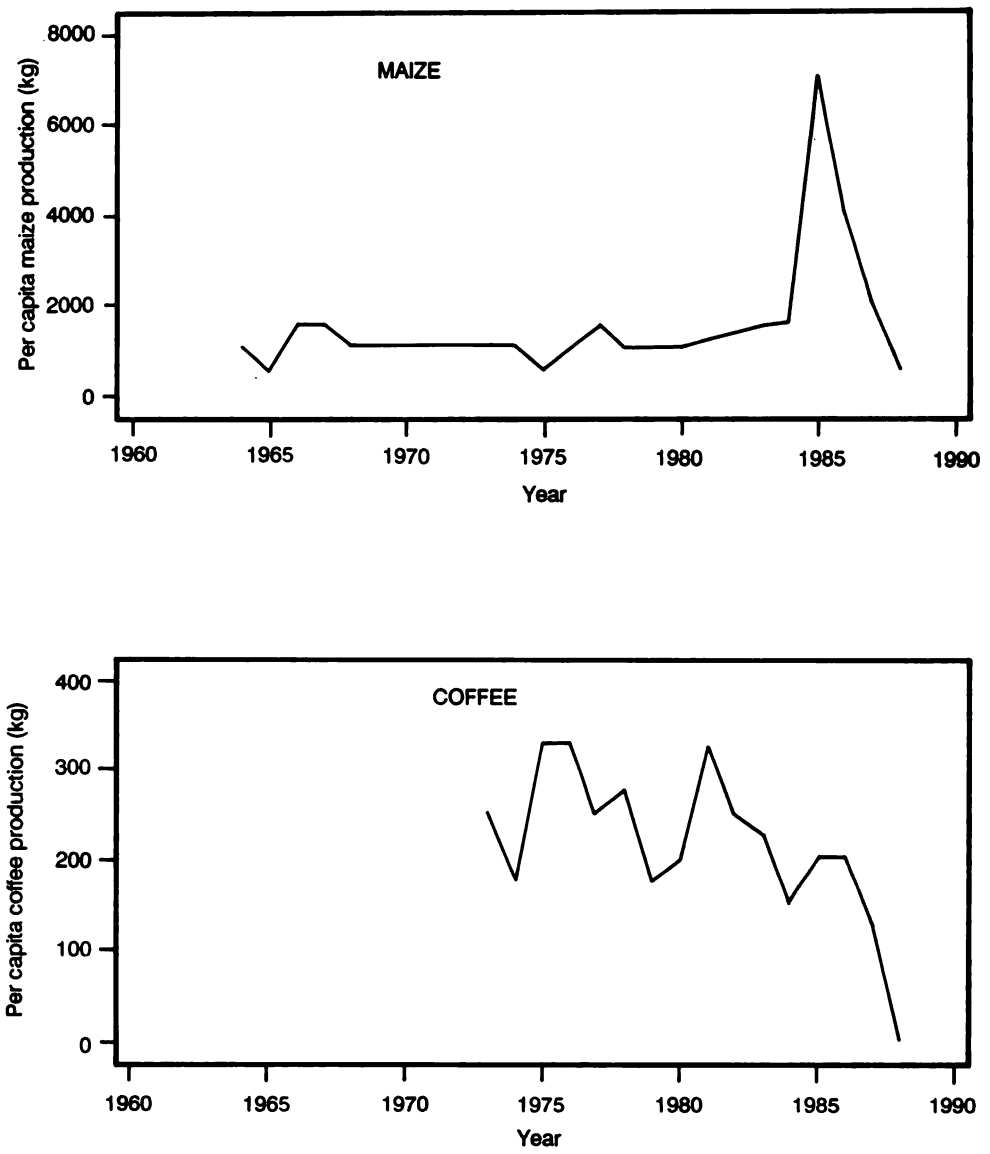 MAIZE
Per capita maize production (kg)
8000
6000
4000
2000
0
1960 1965 1970 1975 1980 1985 1990
Year
COFFEE
Per capita coffee production (kg)
400
300
200
100
0
1960 1965 1970 1975 1980 1985 1990
Year